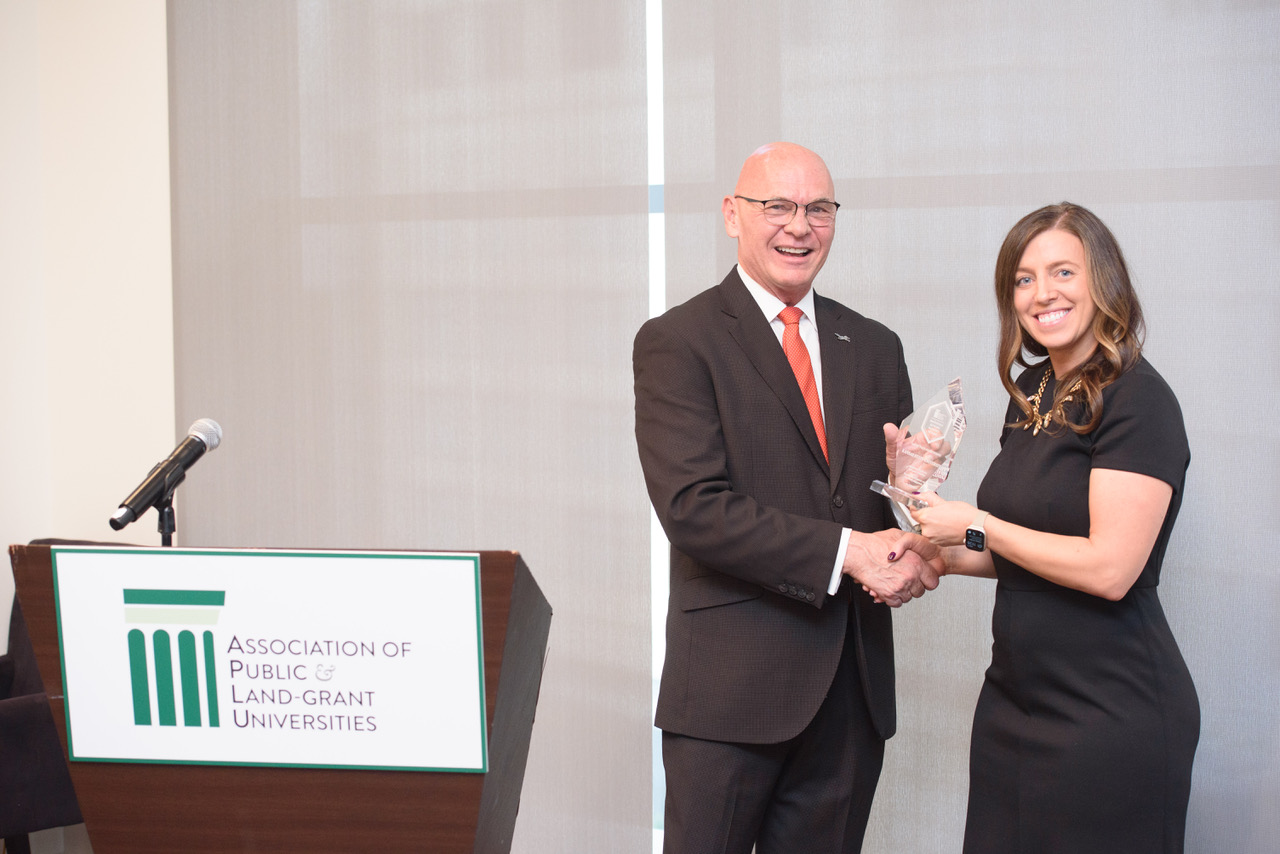 ASSOCIATION OF
PUBLIC &
LAND-GRANT
UNIVERSITIES